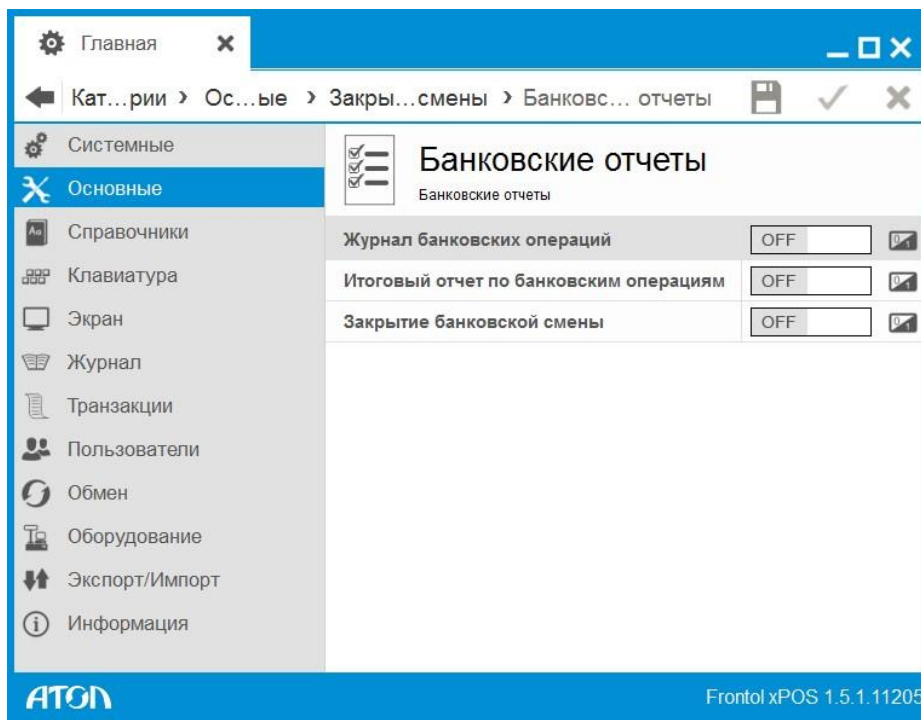 Главная
Кат...рии › Ос...ые › Закры...смены › Банковс... отчеты
Системные
Основные
Справочники
Клавиатура
Экран
Журнал
Транзакции
Пользователи
Обмен
Оборудование
Экспорт/Импорт
Информация
Банковские отчеты
Банковские отчеты
Журнал банковских операций OFF
Итоговый отчет по банковским операциям OFF
Закрытие банковской смены OFF
ATOL
Frontol xPOS 1.5.1.11205